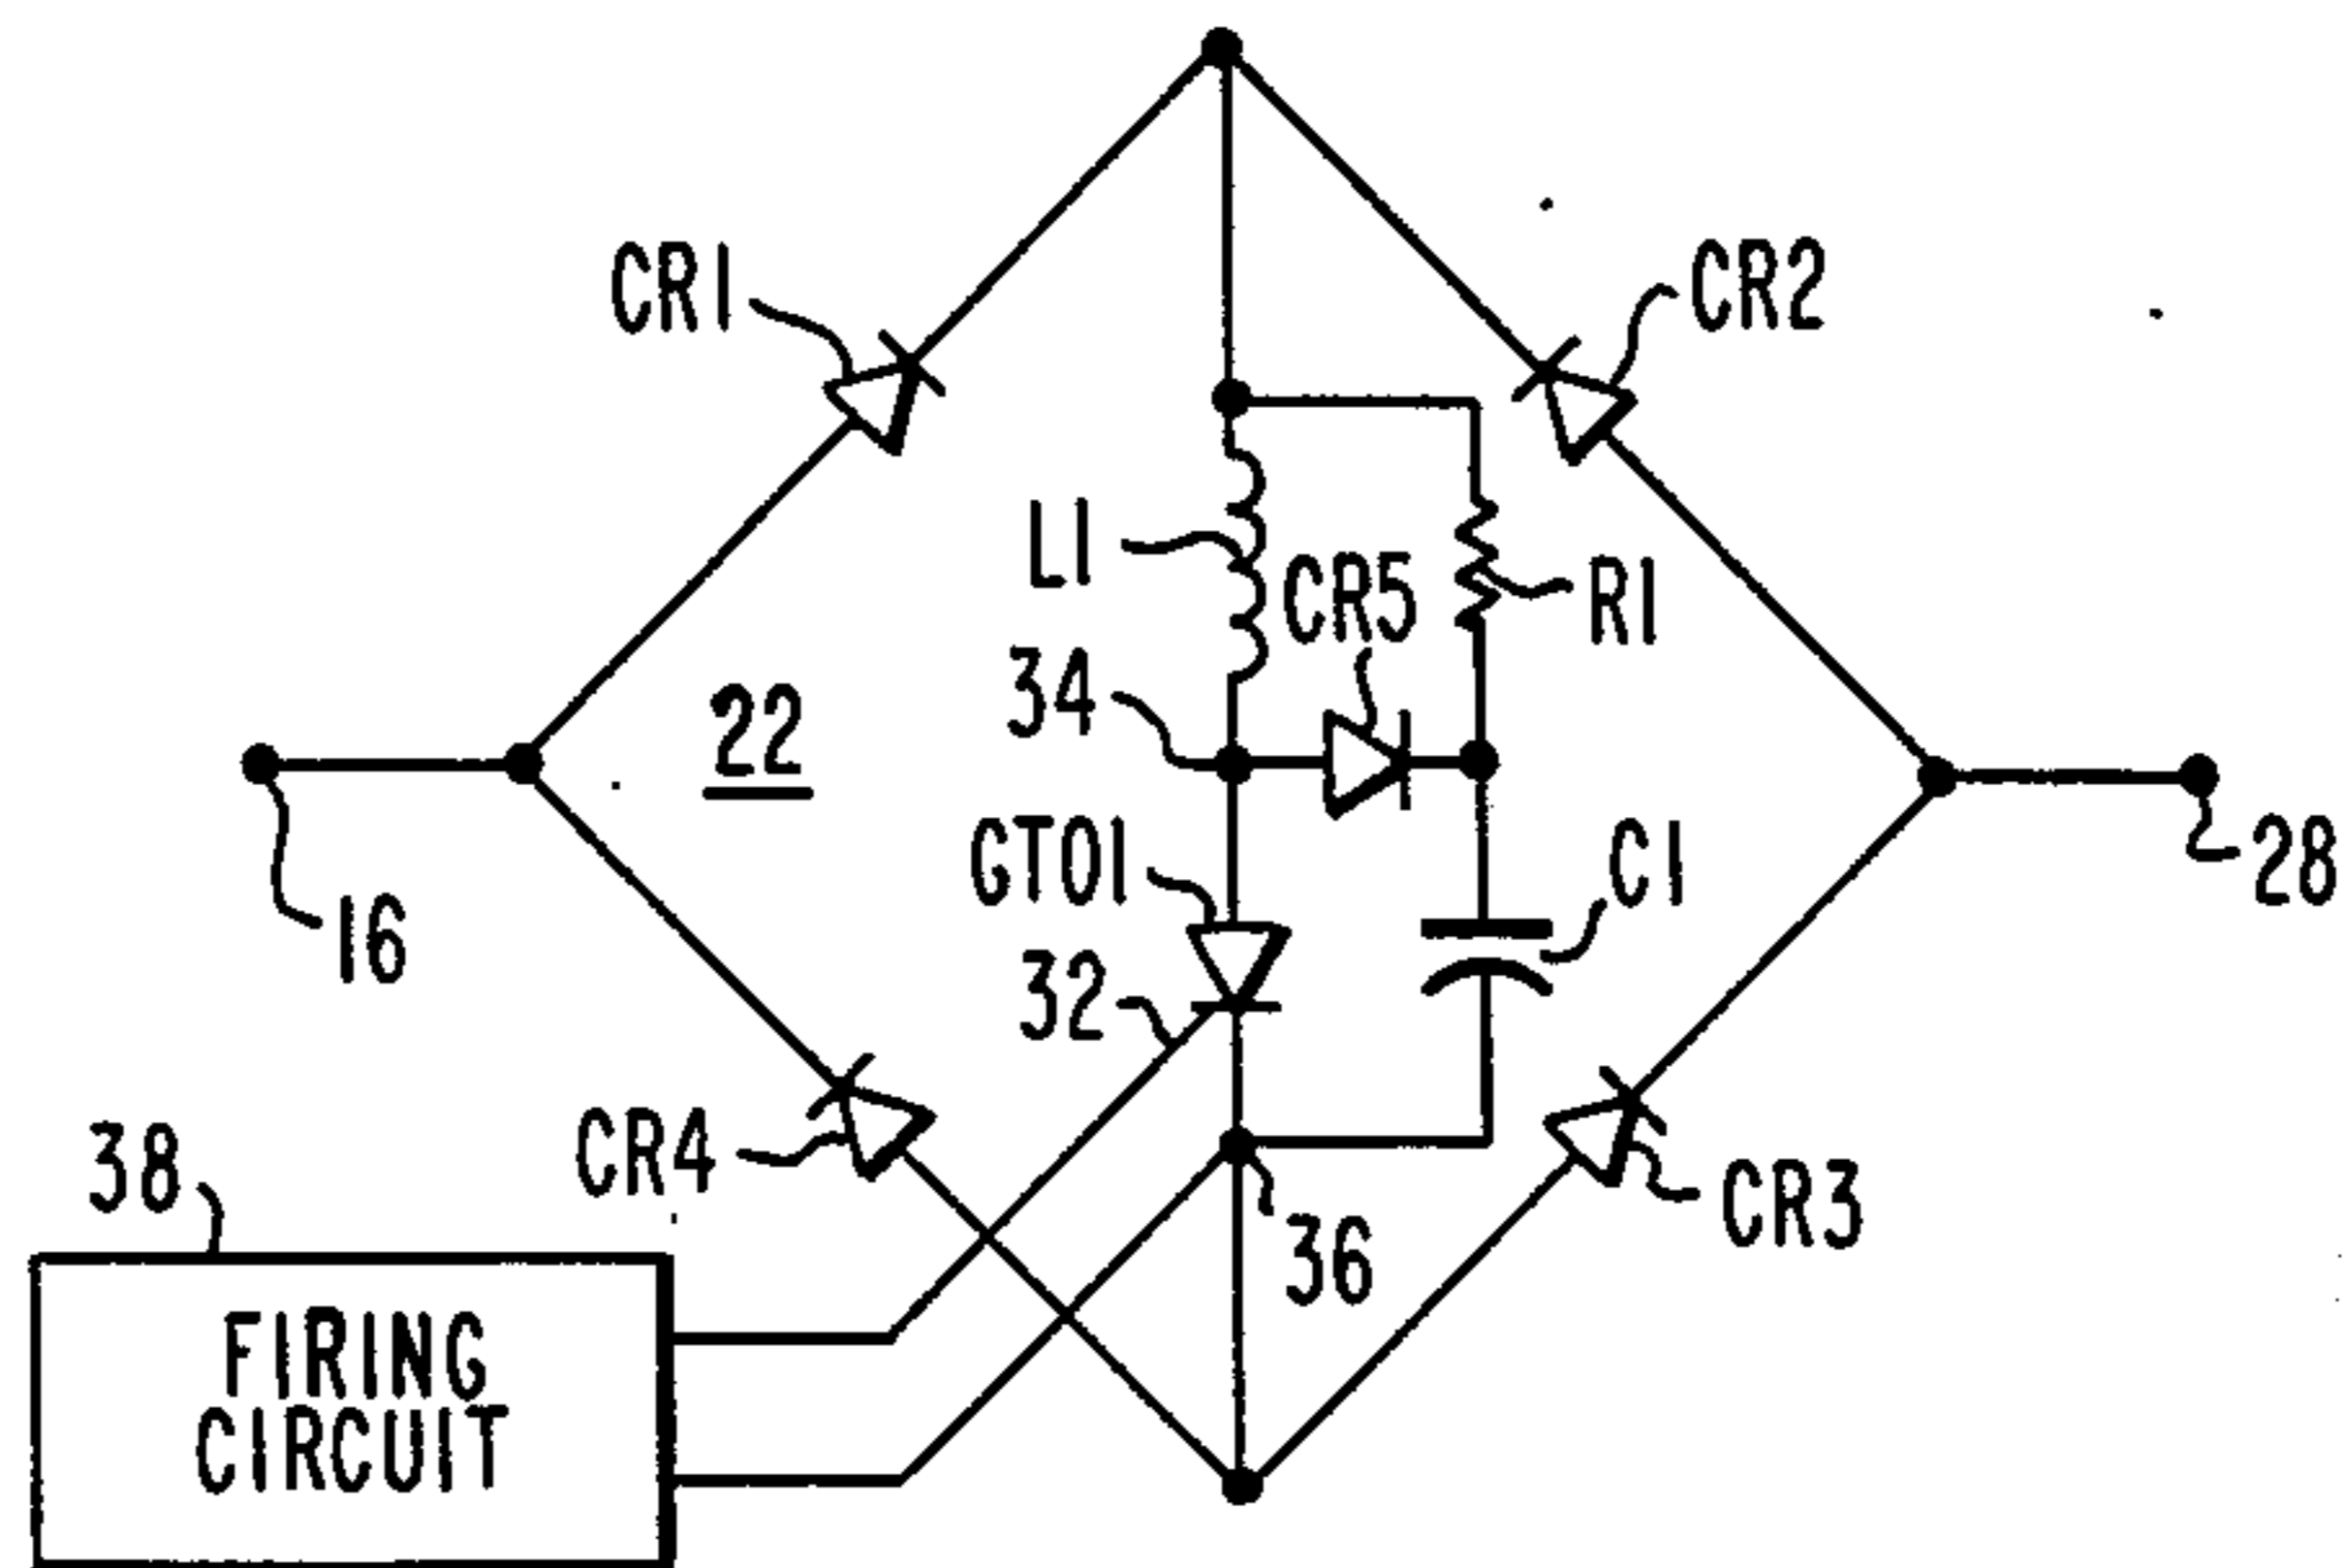 CR1
CR2
L1
CR5
R1
34
22
GTO1
C1
28
16
32
38
CR4
CR3
36
FIRING
CIRCUIT